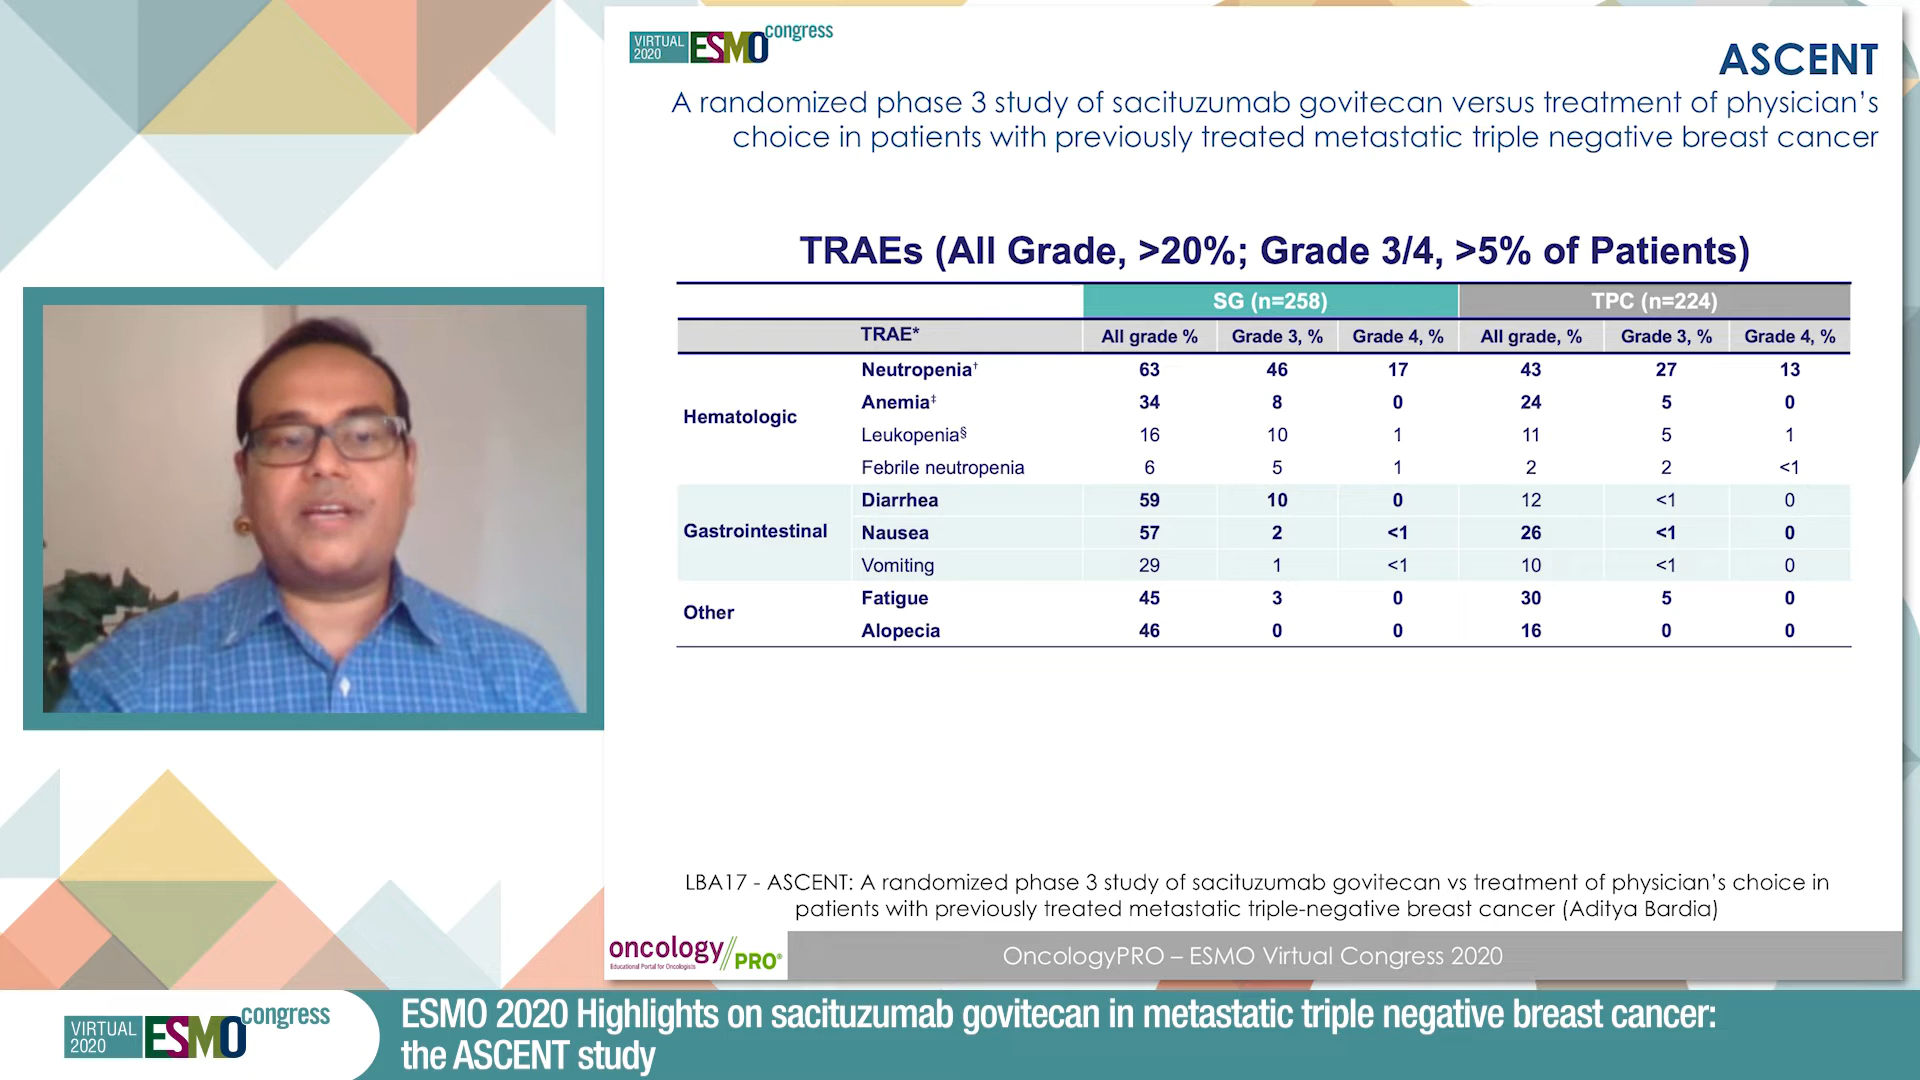 VIRTUAL 2020 ESMO congress
ASCENT
A randomized phase 3 study of sacituzumab govitecan versus treatment of physician’s
choice in patients with previously treated metastatic triple negative breast cancer
TRAEs (All Grade, >20%; Grade 3/4, >5% of Patients)
SG (n=258) TPC (n=224)
TRAE* All grade % Grade 3, % Grade 4, % All grade, % Grade 3, % Grade 4, %
Hematologic
Neutropenia† 63 46 17 43 27 13
Anemia‡ 34 8 0 24 5 0
Leukopenia§ 16 10 1 11 5 1
Febrile neutropenia 6 5 1 2 2 <1
Gastrointestinal
Diarrhea 59 10 0 12 <1 0
Nausea 57 2 <1 26 <1 0
Vomiting 29 1 <1 10 <1 0
Other
Fatigue 45 3 0 30 5 0
Alopecia 46 0 0 16 0 0
LBA17 - ASCENT: A randomized phase 3 study of sacituzumab govitecan vs treatment of physician’s choice in
patients with previously treated metastatic triple-negative breast cancer (Aditya Bardia)
oncology//PRO®
Educational Portal for Oncologists
OncologyPRO – ESMO Virtual Congress 2020
VIRTUAL 2020 ESMO congress
ESMO 2020 Highlights on sacituzumab govitecan in metastatic triple negative breast cancer:
the ASCENT study